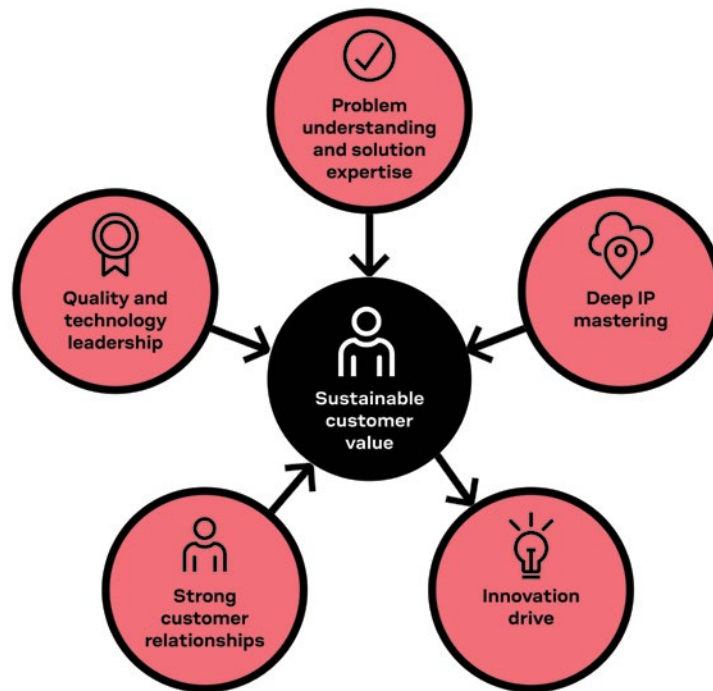 Problem
understanding
and solution
expertise
Quality and
technology
leadership
Deep IP
mastering
Sustainable
customer
value
Strong
customer
relationships
Innovation
drive